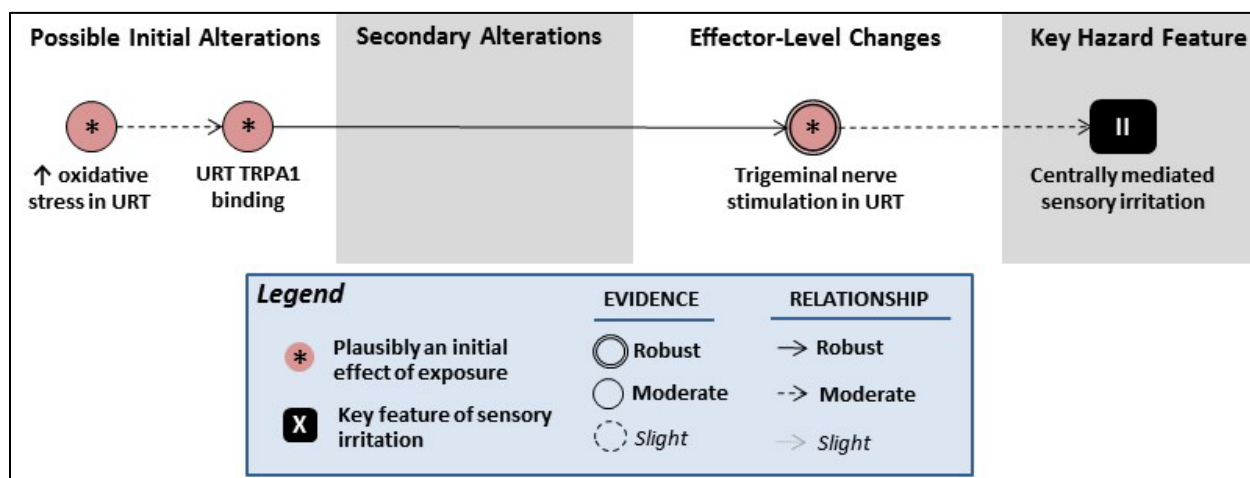 Possible Initial Alterations
Secondary Alterations
Effector-Level Changes
Key Hazard Feature
*
*
*
II
↑ oxidative
stress in URT
URT TRPA1
binding
Trigeminal nerve
stimulation in URT
Centrally mediated
sensory irritation
Legend
* Plausibly an initial
effect of exposure
X Key feature of sensory
irritation
EVIDENCE
Robust
Moderate
Slight
RELATIONSHIP
Robust
Moderate
Slight